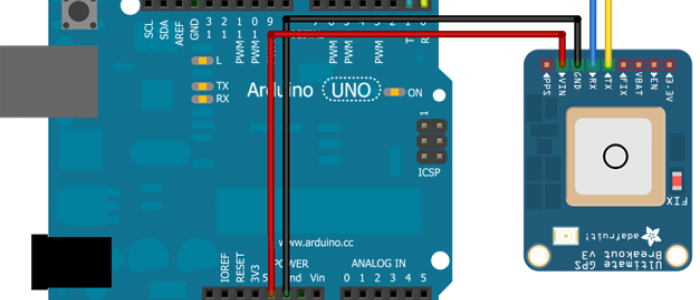 SCL
SDA
AREF
GND
13
12
PWM 11
PWM 10
9
PWM
PWM
PWM
L
TX
RX
Arduino UNO
ON
1
ICSP
www.arduino.cc
POWER
ANALOG IN
IOREF
RESET
3V3
Gnd
Vin
0 1 2 3 4 5
PPS
VIN
GND
RX
TX
FIX
VBAT
EN
3.3V
FIX
adafruit!
Ultimate GPS
Breakout v3